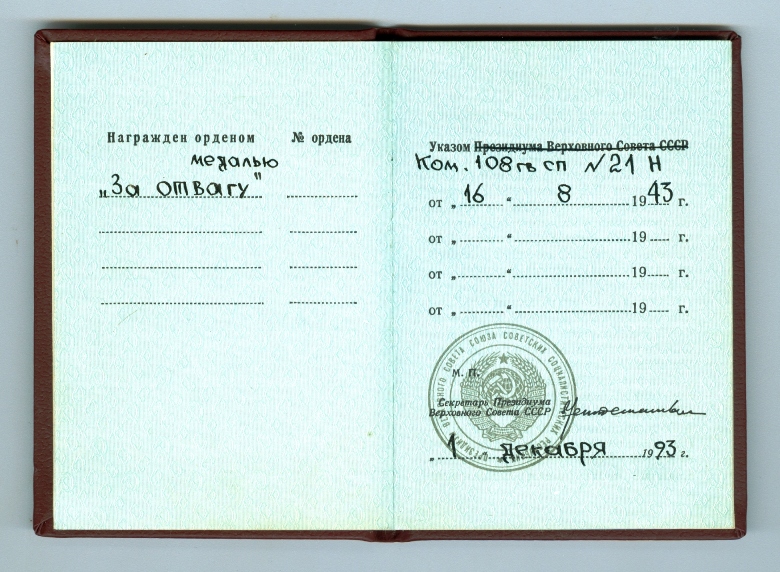 Награжден орденом № ордена
медалью
„За отвагу"
Указом Президиума Верховного Совета СССР
Ком. 108 гв сп N 21 Н
от „ 16 “ 8 1943 г.
от „ “ 19 г.
от „ “ 19 г.
от „ “ 19 г.
М. П.
Секретарь Президиума
Верховного Совета СССР
„ 1 “ декабря 1993 г.